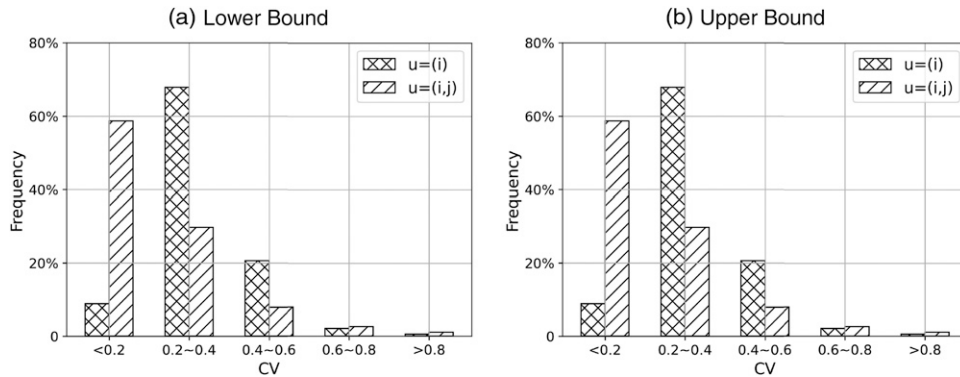 (a) Lower Bound
80%
60%
40%
20%
0
Frequency
<0.2 0.2~0.4 0.4~0.6 0.6~0.8 >0.8
CV
u=(i)
u=(i,j)
(b) Upper Bound
80%
60%
40%
20%
0
Frequency
<0.2 0.2~0.4 0.4~0.6 0.6~0.8 >0.8
CV
u=(i)
u=(i,j)